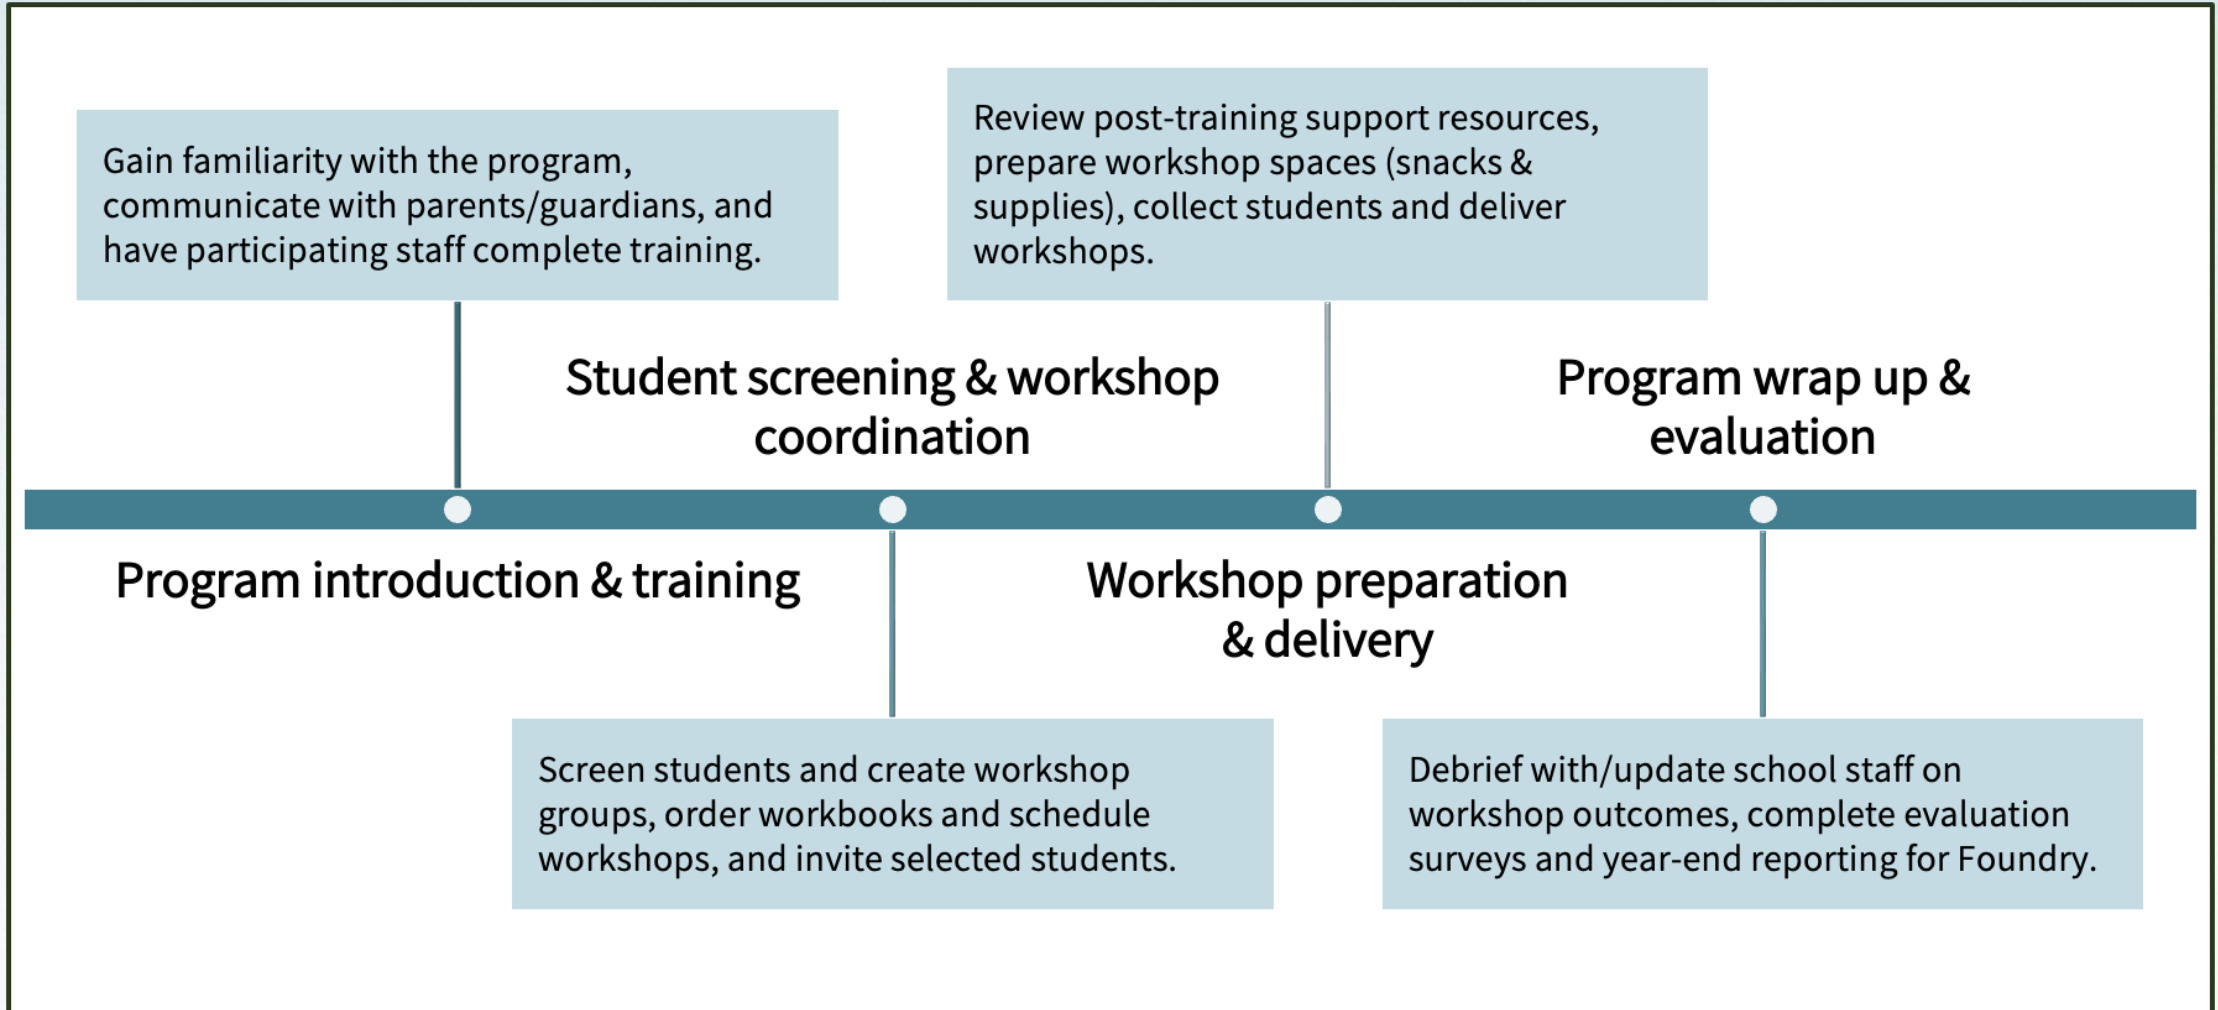 Gain familiarity with the program,
communicate with parents/guardians, and
have participating staff complete training.
Program introduction & training
Student screening & workshop
coordination
Screen students and create workshop
groups, order workbooks and schedule
workshops, and invite selected students.
Review post-training support resources,
prepare workshop spaces (snacks &
supplies), collect students and deliver
workshops.
Workshop preparation
& delivery
Program wrap up &
evaluation
Debrief with/update school staff on
workshop outcomes, complete evaluation
surveys and year-end reporting for Foundry.